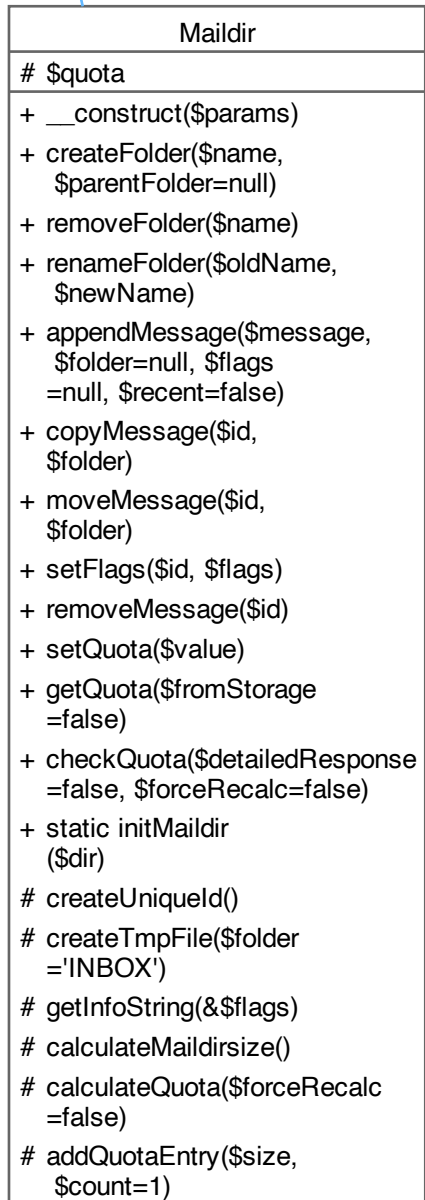 Maildir
# $quota
+ __construct($params)
+ createFolder($name,
$parentFolder=null)
+ removeFolder($name)
+ renameFolder($oldName,
$newName)
+ appendMessage($message,
$folder=null, $flags
=null, $recent=false)
+ copyMessage($id,
$folder)
+ moveMessage($id,
$folder)
+ setFlags($id, $flags)
+ removeMessage($id)
+ setQuota($value)
+ getQuota($fromStorage
=false)
+ checkQuota($detailedResponse
=false, $forceRecalc=false)
+ static initMaildir
($dir)
# createUniqueId()
# createTmpFile($folder
='INBOX')
# getInfoString(&$flags)
# calculateMaildirsize()
# calculateQuota($forceRecalc
=false)
# addQuotaEntry($size,
$count=1)